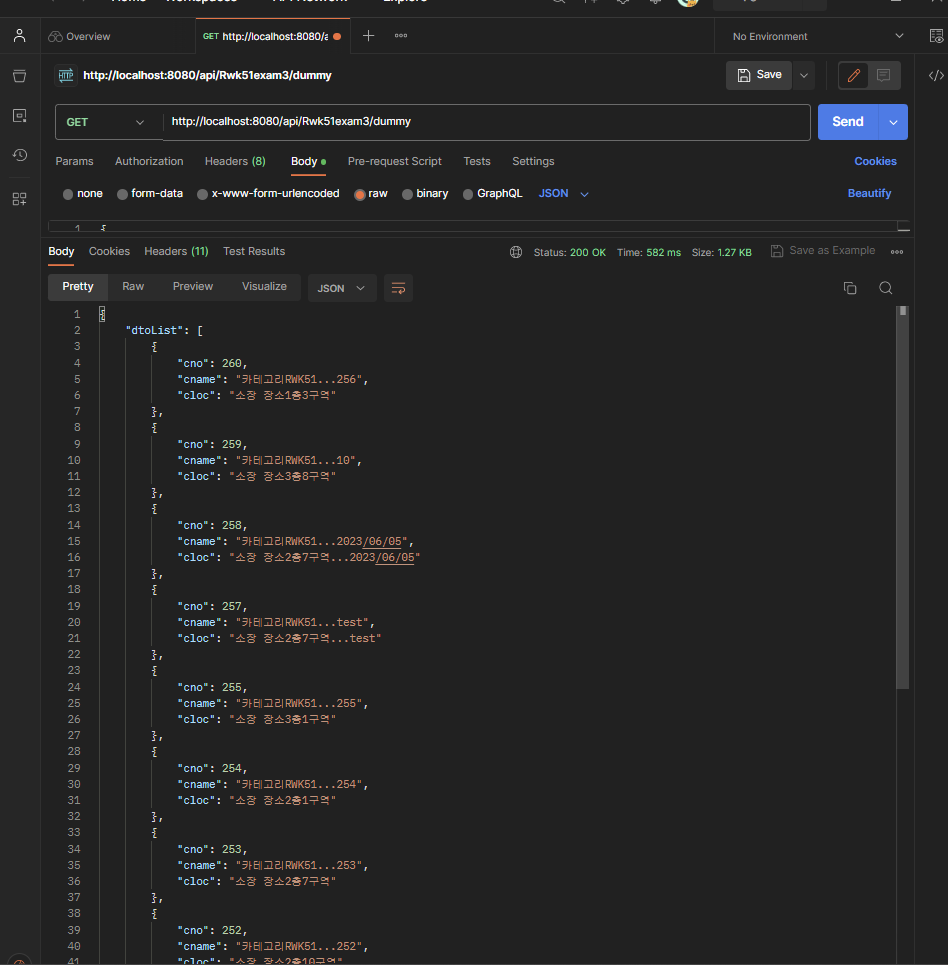 Overview
GET http://localhost:8080/a
No Environment
HTTP http://localhost:8080/api/Rwk51exam3/dummy
Save
GET http://localhost:8080/api/Rwk51exam3/dummy Send
Params Authorization Headers (8) Body Pre-request Script Tests Settings Cookies
none form-data x-www-form-urlencoded raw binary GraphQL JSON Beautify
1 {
Body Cookies Headers (11) Test Results Status: 200 OK Time: 582 ms Size: 1.27 KB Save as Example
Pretty Raw Preview Visualize JSON
1 {
2 "dtoList": [
3 {
4 "cno": 260,
5 "cname": "카테고리RWK51...256",
6 "cloc": "소장 장소1층3구역"
7 },
8 {
9 "cno": 259,
10 "cname": "카테고리RWK51...10",
11 "cloc": "소장 장소3층8구역"
12 },
13 {
14 "cno": 258,
15 "cname": "카테고리RWK51...2023/06/05",
16 "cloc": "소장 장소2층7구역...2023/06/05"
17 },
18 {
19 "cno": 257,
20 "cname": "카테고리RWK51...test",
21 "cloc": "소장 장소2층7구역...test"
22 },
23 {
24 "cno": 255,
25 "cname": "카테고리RWK51...255",
26 "cloc": "소장 장소3층1구역"
27 },
28 {
29 "cno": 254,
30 "cname": "카테고리RWK51...254",
31 "cloc": "소장 장소2층1구역"
32 },
33 {
34 "cno": 253,
35 "cname": "카테고리RWK51...253",
36 "cloc": "소장 장소2층7구역"
37 },
38 {
39 "cno": 252,
40 "cname": "카테고리RWK51...252",
41 "cloc": "소장 장소2층10구역"